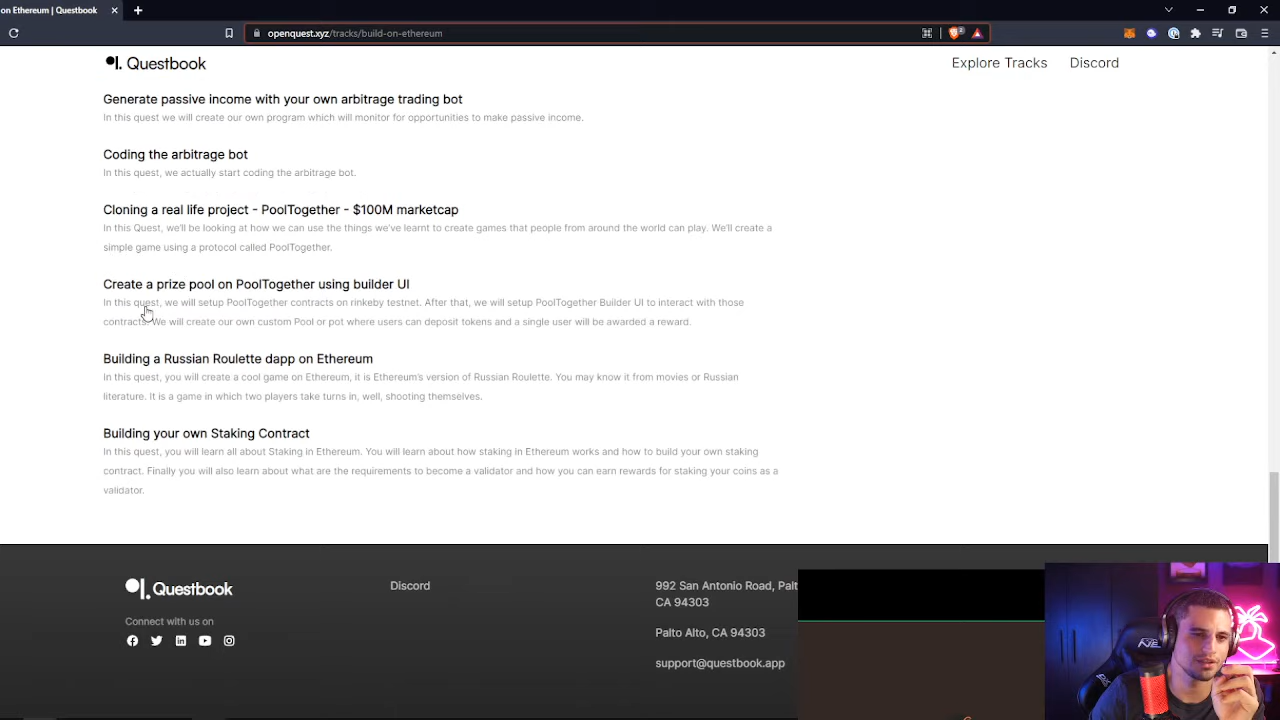 on Ethereum | Questbook
openquest.xyz/tracks/build-on-ethereum
Questbook
Explore Tracks
Discord
Generate passive income with your own arbitrage trading bot
In this quest we will create our own program which will monitor for opportunities to make passive income.
Coding the arbitrage bot
In this quest, we actually start coding the arbitrage bot.
Cloning a real life project - PoolTogether - $100M marketcap
In this Quest, we'll be looking at how we can use the things we've learnt to create games that people from around the world can play. We'll create a
simple game using a protocol called PoolTogether.
Create a prize pool on PoolTogether using builder UI
In this quest, we will setup PoolTogether contracts on rinkeby testnet. After that, we will setup PoolTogether Builder UI to interact with those
contracts. We will create our own custom Pool or pot where users can deposit tokens and a single user will be awarded a reward.
Building a Russian Roulette dapp on Ethereum
In this quest, you will create a cool game on Ethereum, it is Ethereum's version of Russian Roulette. You may know it from movies or Russian
literature. It is a game in which two players take turns in, well, shooting themselves.
Building your own Staking Contract
In this quest, you will learn all about Staking in Ethereum. You will learn about how staking in Ethereum works and how to build your own staking
contract. Finally you will also learn about what are the requirements to become a validator and how you can earn rewards for staking your coins as a
validator.
Questbook
Connect with us on
Discord
992 San Antonio Road, Palt
CA 94303
Palto Alto, CA 94303
support@questbook.app